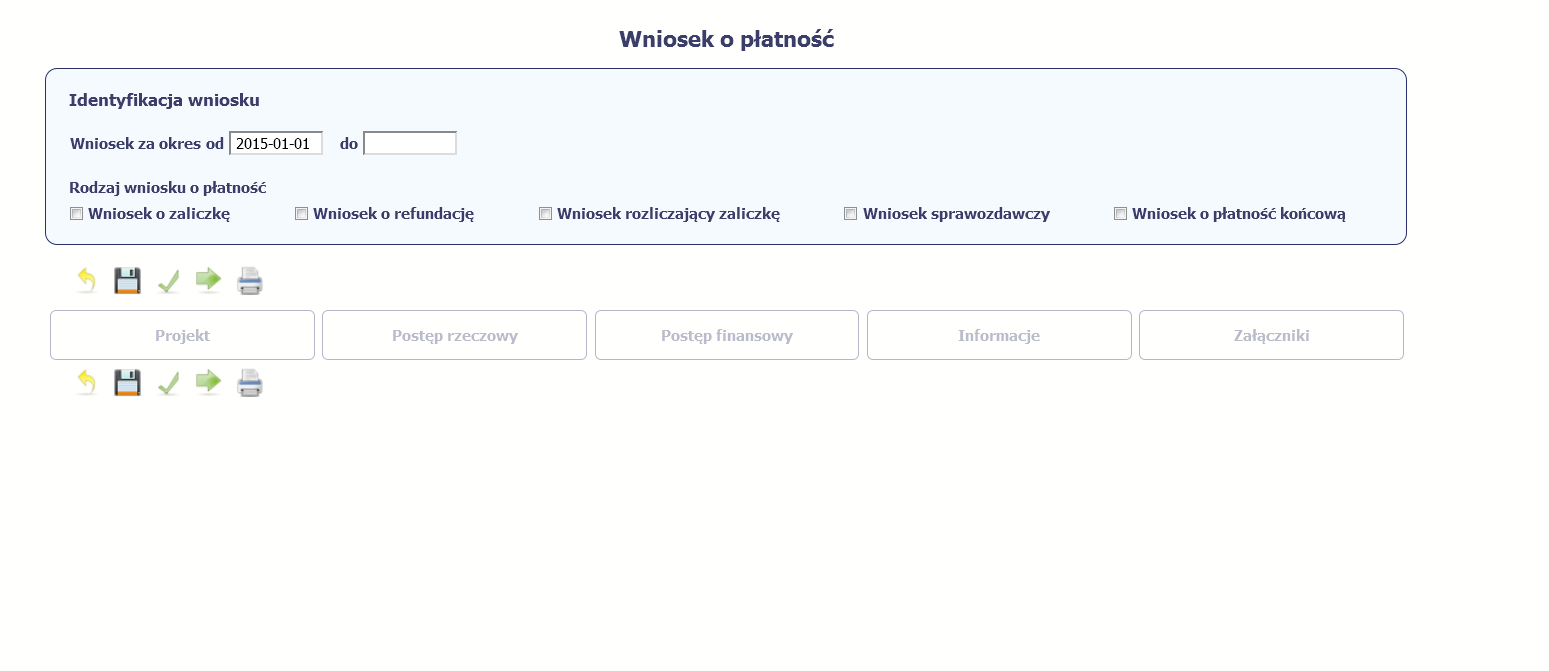 Wniosek o płatność
Identyfikacja wniosku
Wniosek za okres od 2015-01-01 do
Rodzaj wniosku o płatność
Wniosek o zaliczkę Wniosek o refundację Wniosek rozliczający zaliczkę Wniosek sprawozdawczy Wniosek o płatność końcową
Projekt Postęp rzeczowy Postęp finansowy Informacje Załączniki